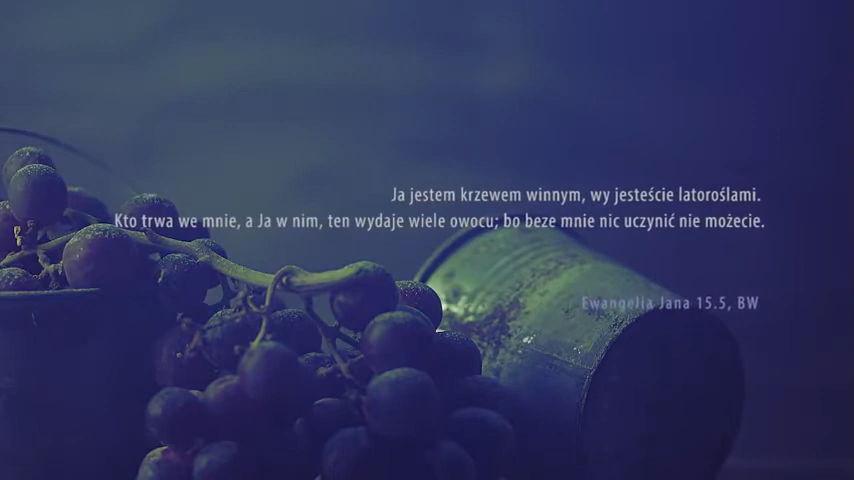 Ja jestem krzewem winnym, wy jesteście latoroślami.
Kto trwa we mnie, a Ja w nim, ten wydaje wiele owocu; bo beze mnie nic uczynić nie możecie.
Ewangelia Jana 15.5, BW